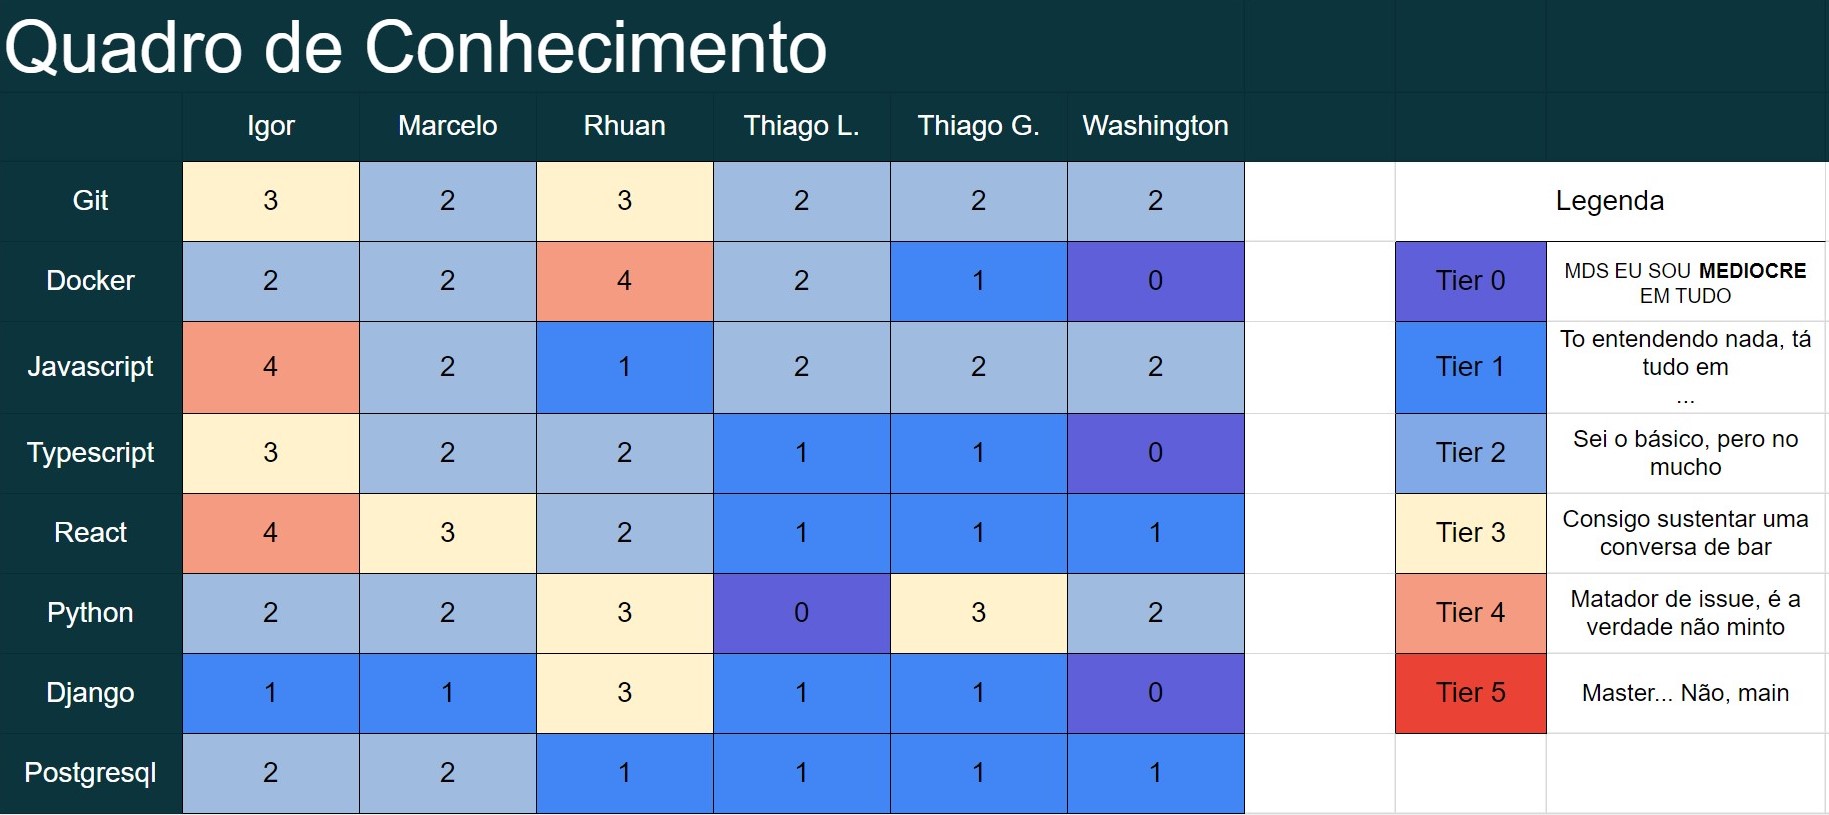 Quadro de Conhecimento
Igor Marcelo Rhuan Thiago L. Thiago G. Washington
Git 3 2 3 2 2 2 Legenda
Docker 2 2 4 2 1 0 Tier 0 MDS EU SOU MEDIOCRE
EM TUDO
Javascript 4 2 1 2 2 2 Tier 1 To entendendo nada, tá
tudo em
...
Typescript 3 2 2 1 1 0 Tier 2 Sei o básico, pero no
mucho
React 4 3 2 1 1 1 Tier 3 Consigo sustentar uma
conversa de bar
Python 2 2 3 0 3 2 Tier 4 Matador de issue, é a
verdade não minto
Django 1 1 3 1 1 0 Tier 5 Master... Não, main
Postgresql 2 2 1 1 1 1